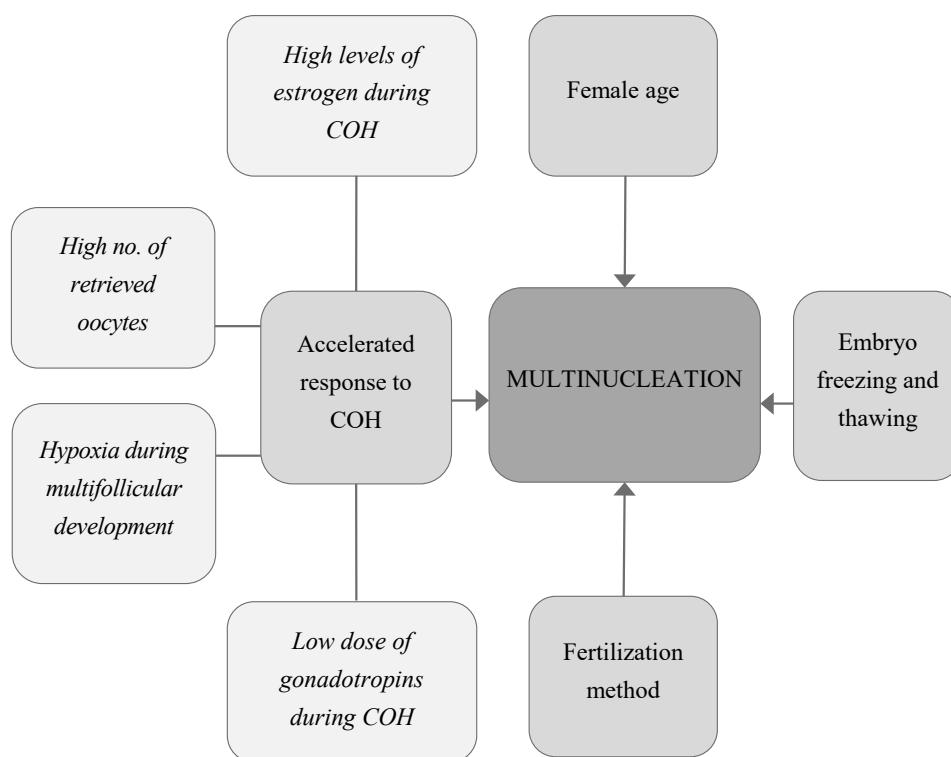 High levels of
estrogen during
COH
Female age
High no. of
retrieved
oocytes
Accelerated
response to
COH
MULTINUCLEATION
Embryo
freezing and
thawing
Hypoxia during
multifollicular
development
Low dose of
gonadotropins
during COH
Fertilization
method